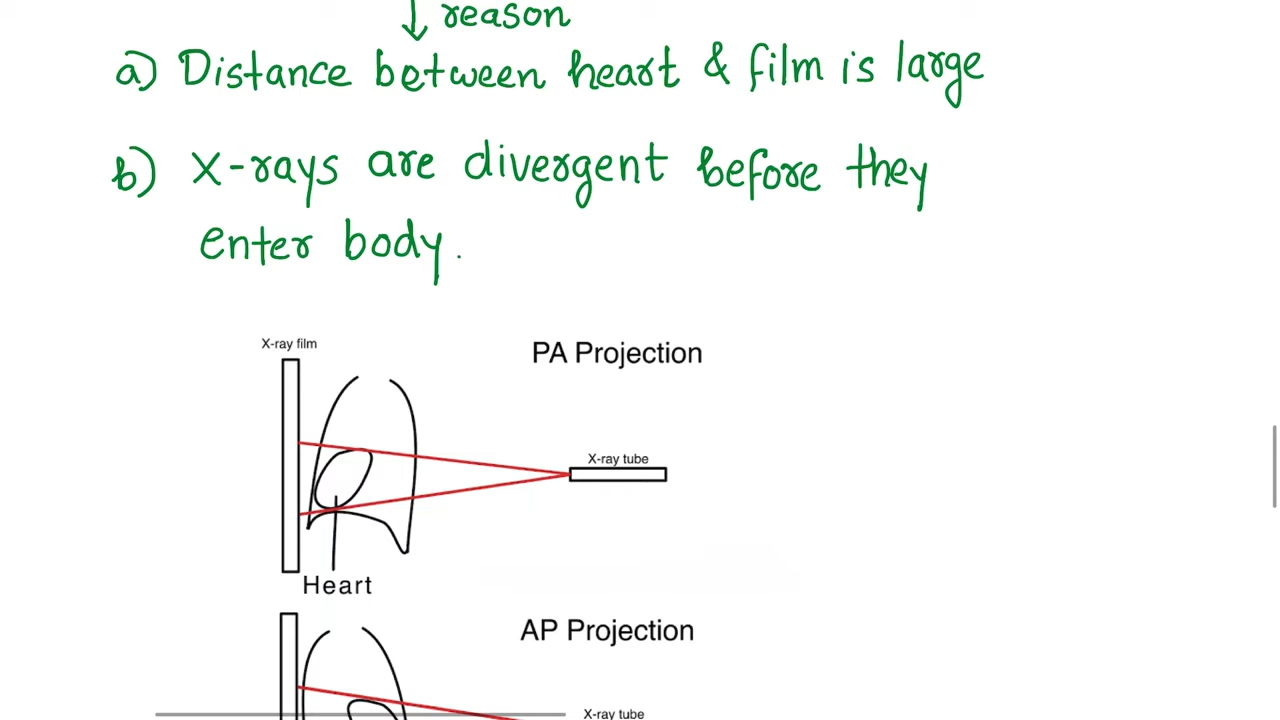 ↓ reason
a) Distance between heart & film is large
b) X-rays are divergent before they
enter body.
X-ray film
PA Projection
X-ray tube
Heart
AP Projection
X-ray tube